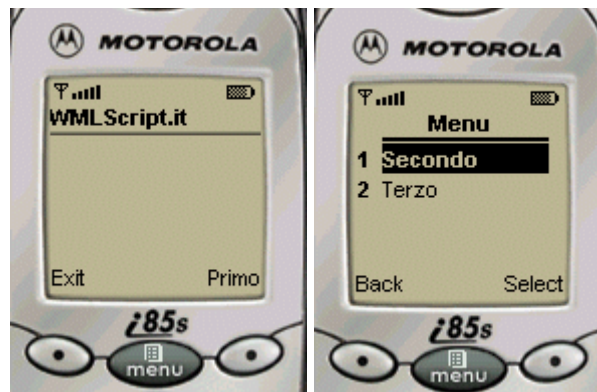 MOTOROLA
WMLScript.it
Exit Primo
i85s
menu
MOTOROLA
Menu
1 Secondo
2 Terzo
Back Select
i85s
menu